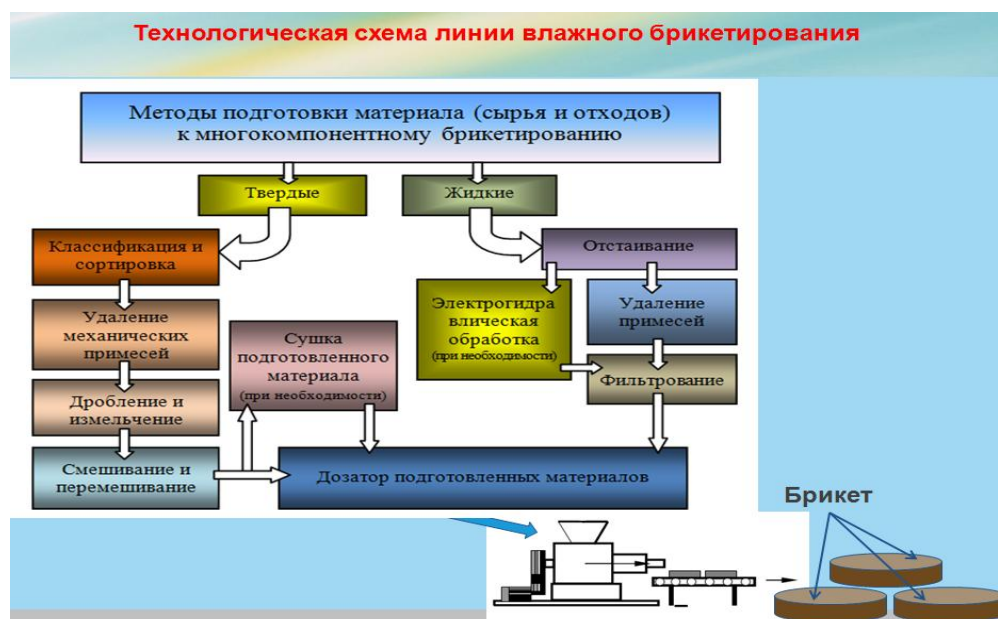 Технологическая схема линии влажного брикетирования
Методы подготовки материала (сырья и отходов)
к многокомпонентному брикетированию
Твердые
Жидкие
Классификация и
сортировка
Отстаивание
Удаление
механических
примесей
Сушка
подготовленного
материала
(при необходимости)
Электрогидра
влическая
обработка
(при необходимости)
Удаление
примесей
Фильтрование
Дробление и
измельчение
Смешивание и
перемешивание
Дозатор подготовленных материалов
Брикет